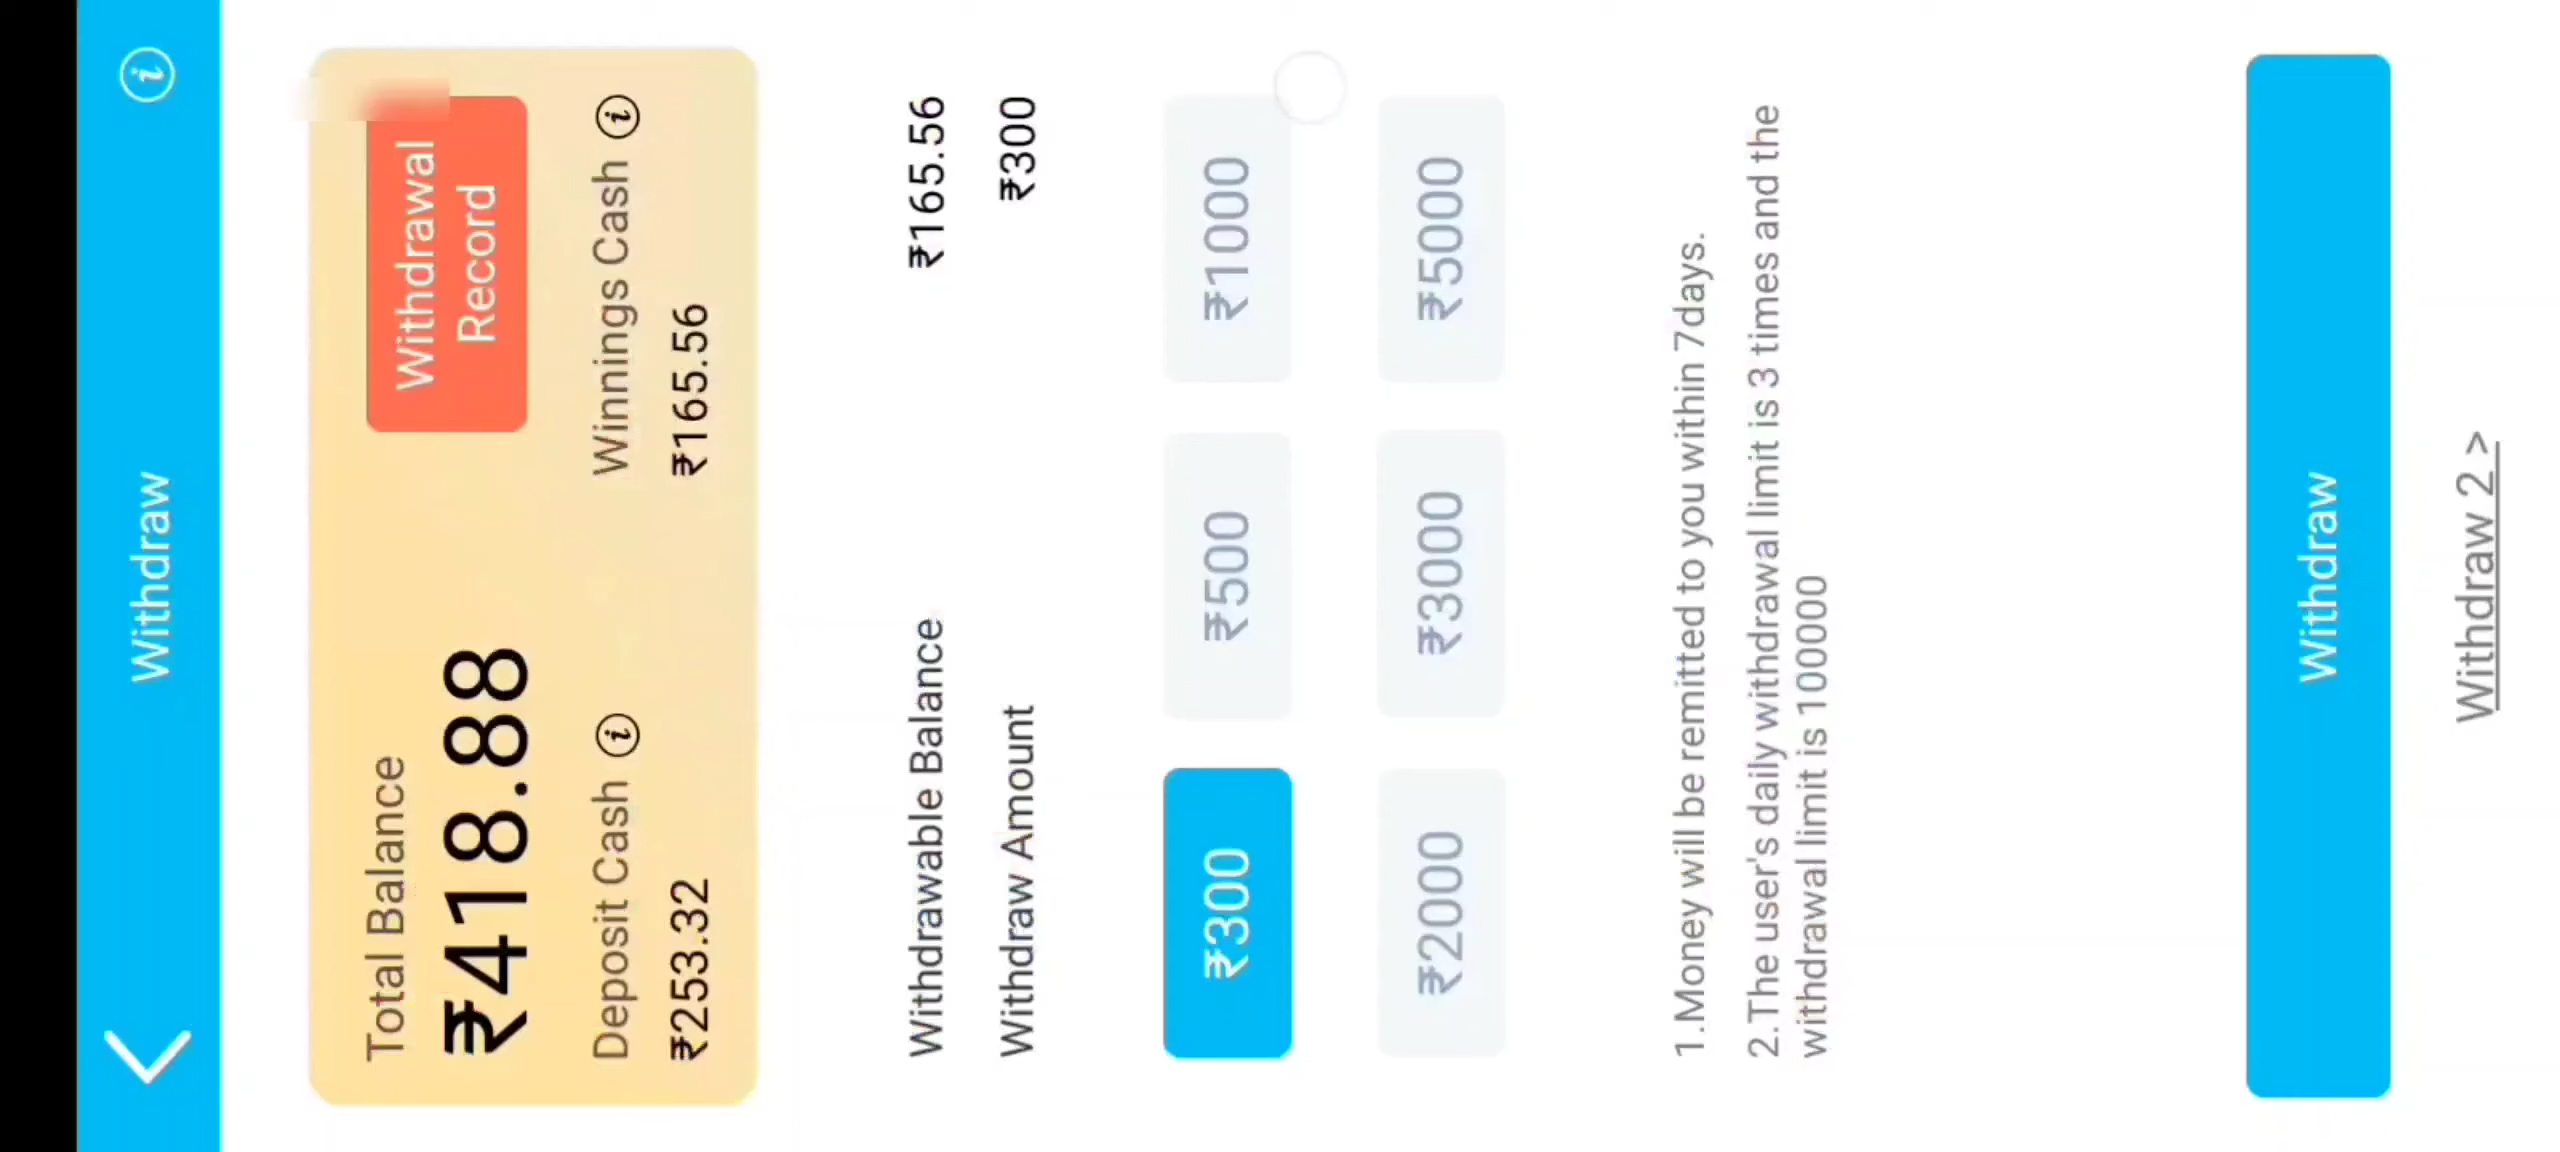 Withdraw
Total Balance
₹418.88
Withdrawal
Record
Deposit Cash
Winnings Cash
₹253.32
₹165.56
Withdrawable Balance
₹165.56
Withdraw Amount
₹300
₹300
₹500
₹1000
₹2000
₹3000
₹5000
1.Money will be remitted to you within 7days.
2.The user's daily withdrawal limit is 3 times and the
withdrawal limit is 100000
Withdraw
Withdraw 2 >